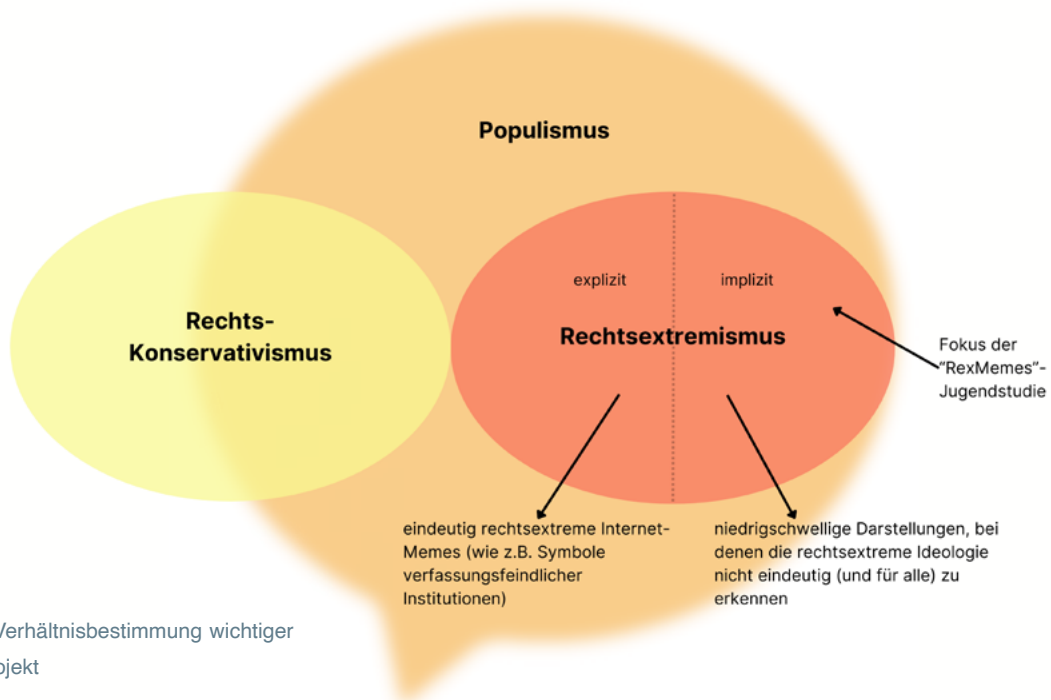 Populismus
explizit
implizit
Rechts-
Konservativismus
Rechtsextremismus
Fokus der
"RexMemes"-
Jugendstudie
eindeutig rechtsextreme Internet-
Memes (wie z.B. Symbole
verfassungsfeindlicher
Institutionen)
niedrigschwellige Darstellungen, bei
denen die rechtsextreme Ideologie
nicht eindeutig (und für alle) zu
erkennen
Verhältnisbestimmung wichtiger
ojekt